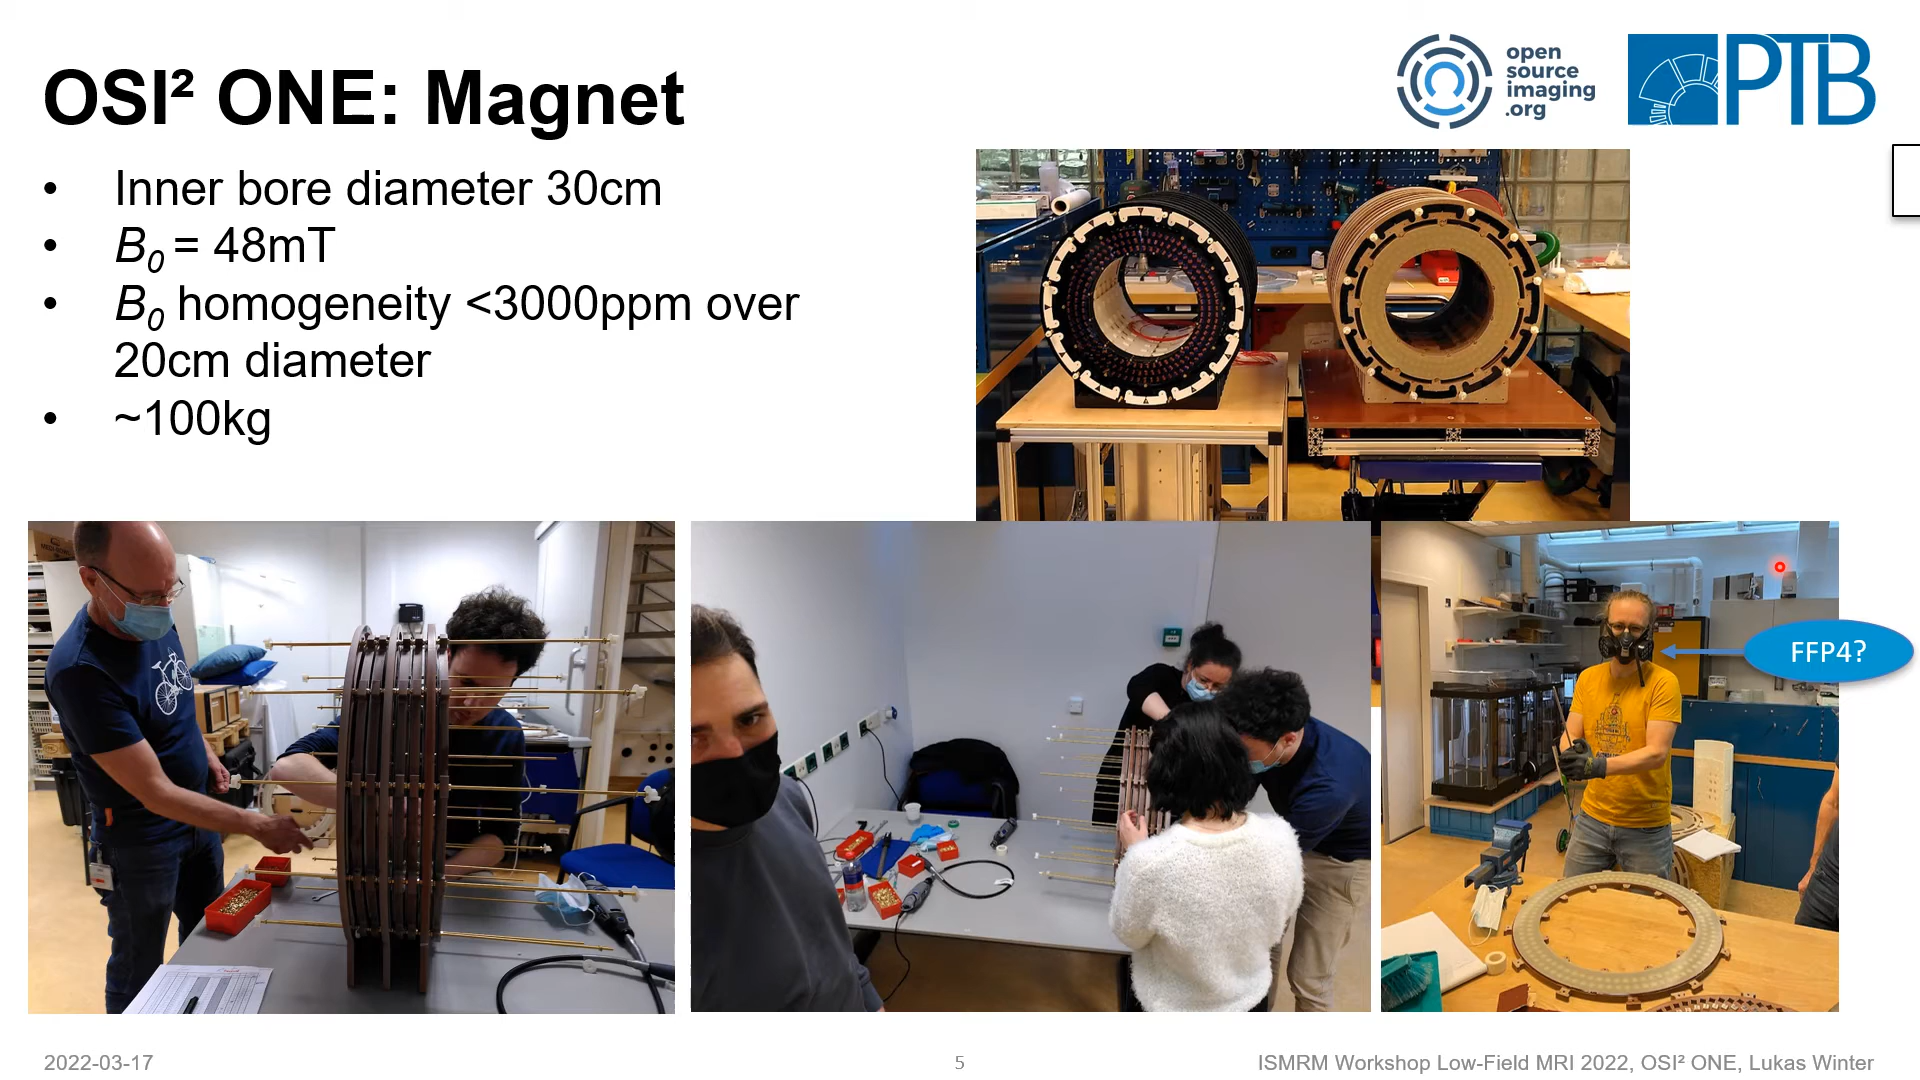 OSI² ONE: Magnet
open
source
imaging
.org
PTB
• Inner bore diameter 30cm
• B₀ = 48mT
• B₀ homogeneity <3000ppm over
20cm diameter
• ~100kg
FFP4?
2022-03-17
5
ISMRM Workshop Low-Field MRI 2022, OSI² ONE, Lukas Winter